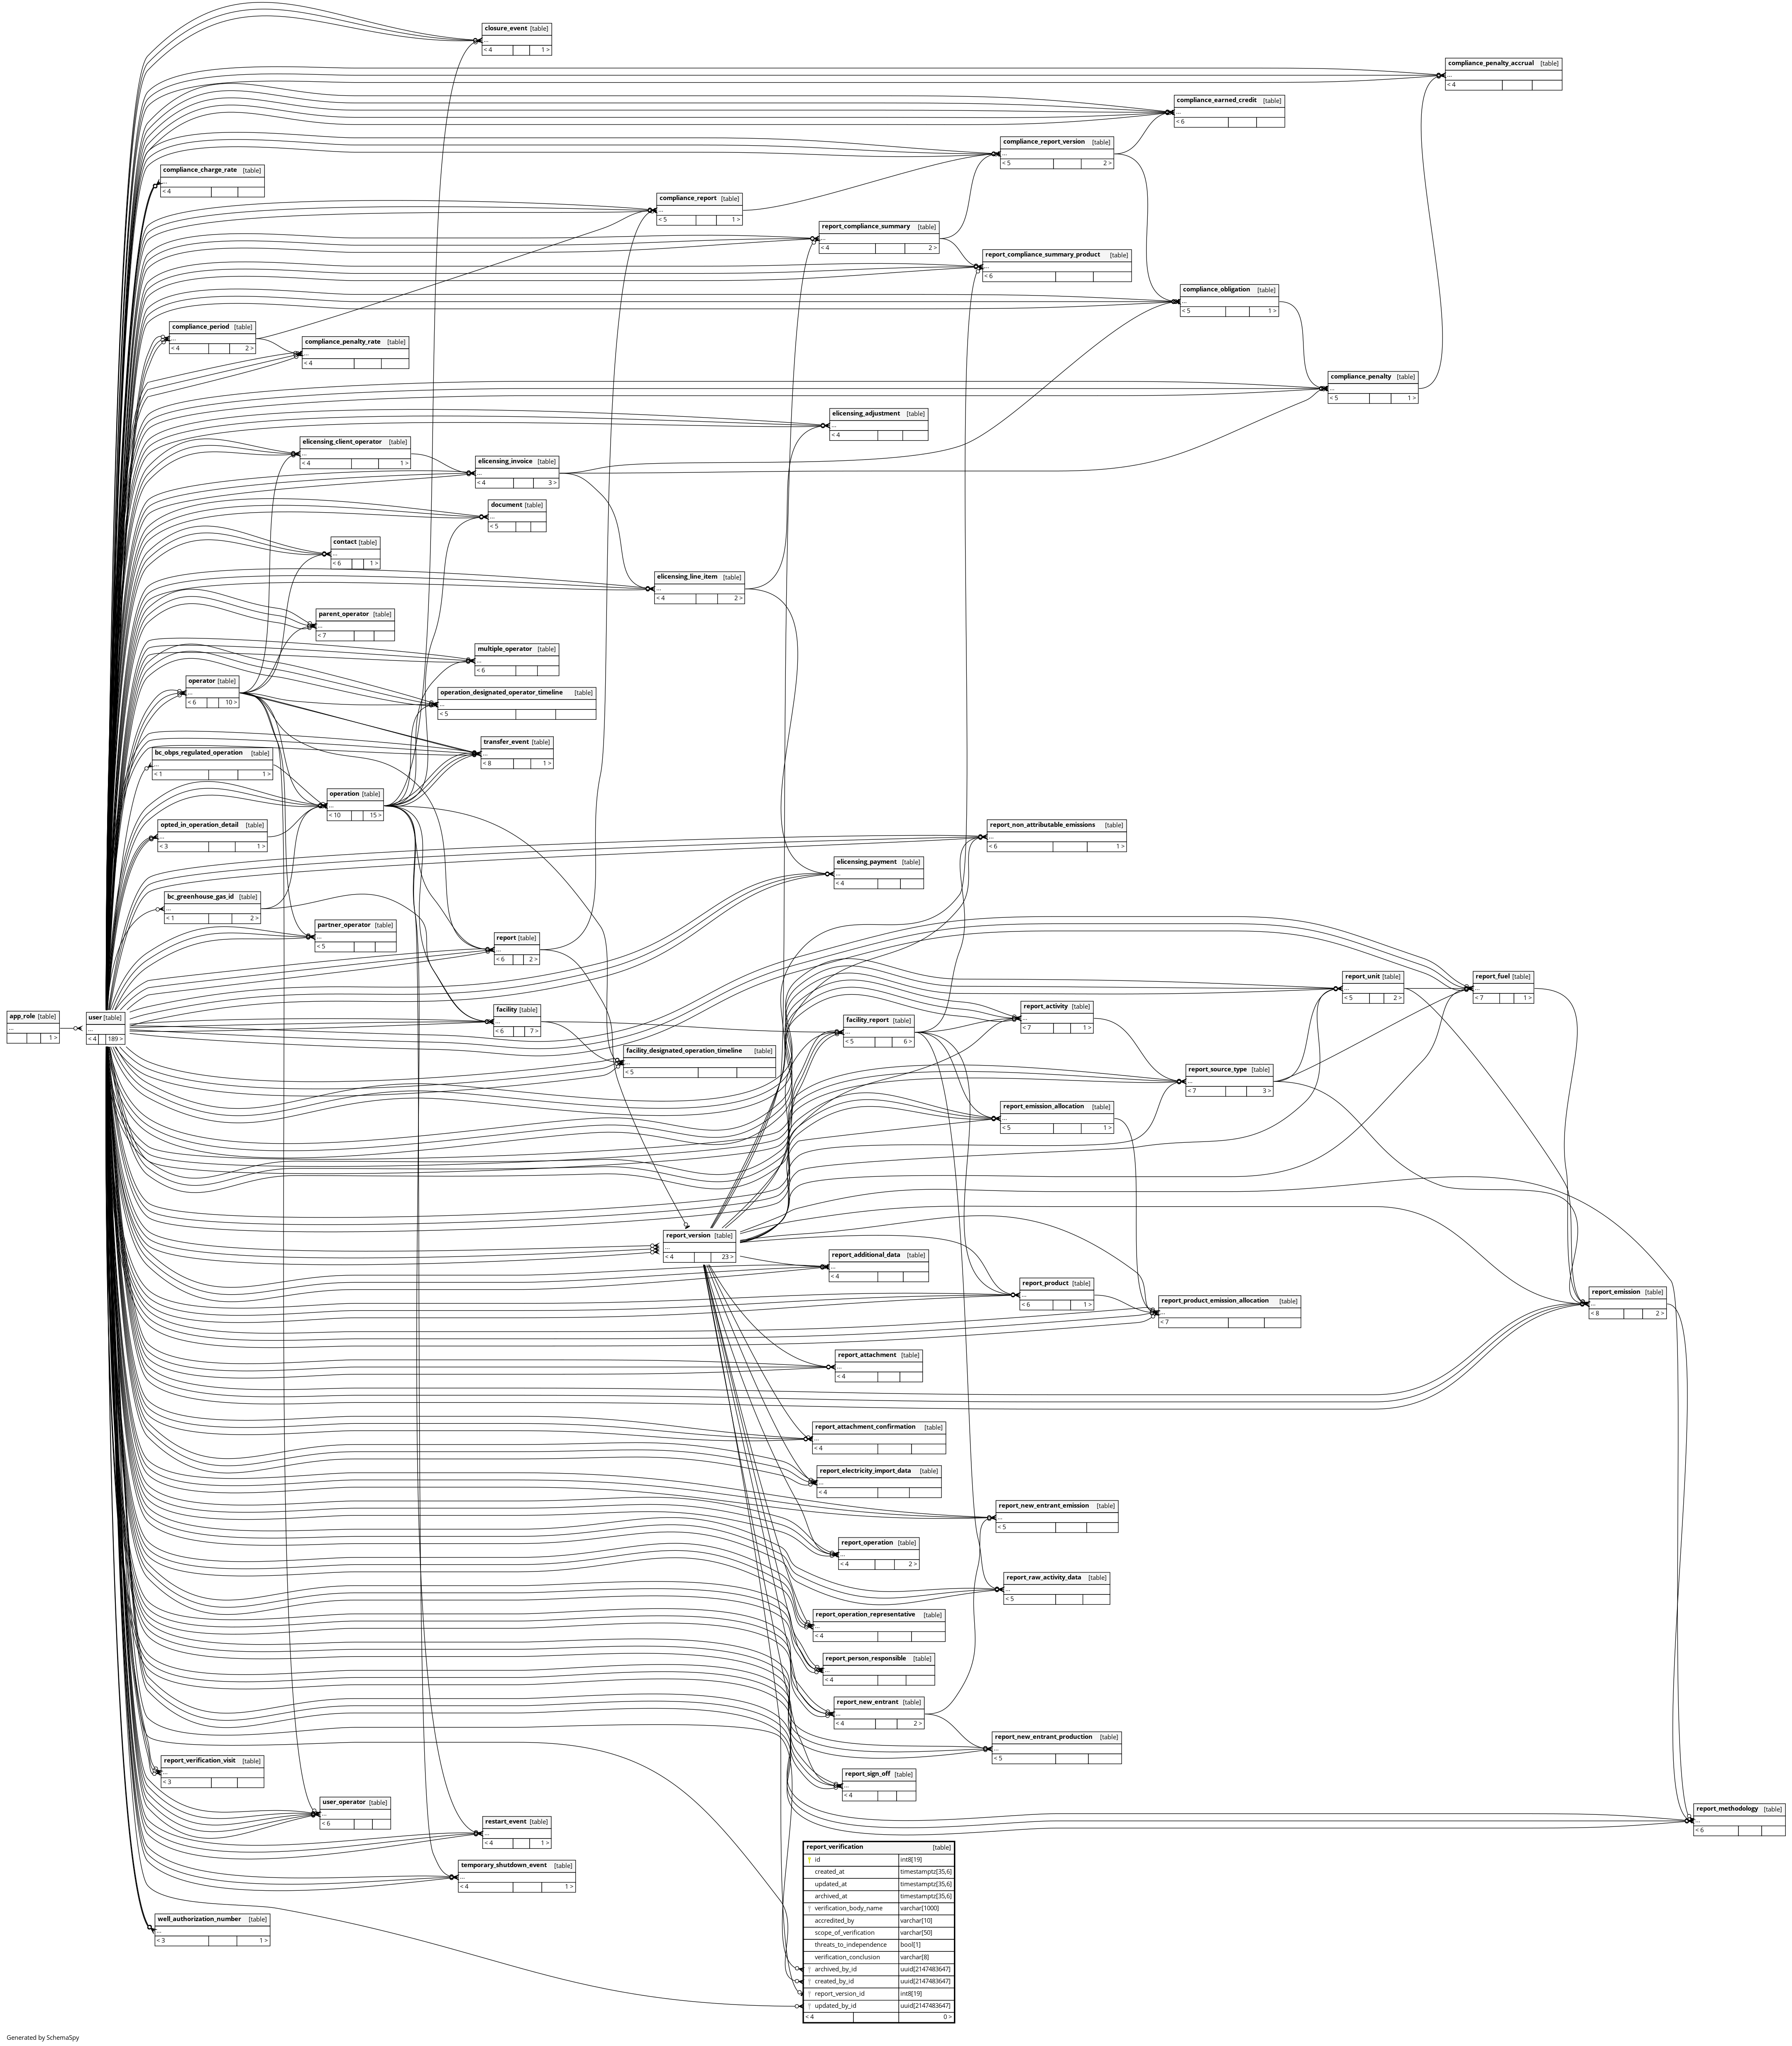 closure_event [table]
...
< 4 1 >
compliance_penalty_accrual [table]
...
< 4
compliance_earned_credit [table]
...
< 6
compliance_report_version [table]
...
< 5 2 >
compliance_charge_rate [table]
...
< 4
compliance_report [table]
...
< 5 1 >
report_compliance_summary [table]
...
< 4 2 >
report_compliance_summary_product [table]
...
< 6
compliance_obligation [table]
...
< 5 1 >
compliance_period [table]
...
< 4 2 >
compliance_penalty_rate [table]
...
< 4
compliance_penalty [table]
...
< 5 1 >
elicensing_adjustment [table]
...
< 4
elicensing_client_operator [table]
...
< 4 1 >
elicensing_invoice [table]
...
< 4 3 >
document [table]
...
< 5
contact [table]
...
< 6 1 >
elicensing_line_item [table]
...
< 4 2 >
parent_operator [table]
...
< 7
multiple_operator [table]
...
< 6
operator [table]
...
< 6 10 >
operation_designated_operator_timeline [table]
...
< 5
transfer_event [table]
...
< 8 1 >
bc_obps_regulated_operation [table]
...
< 1 1 >
operation [table]
...
< 10 15 >
opted_in_operation_detail [table]
...
< 3 1 >
report_non_attributable_emissions [table]
...
< 6 1 >
elicensing_payment [table]
...
< 4
bc_greenhouse_gas_id [table]
...
< 1 2 >
partner_operator [table]
...
< 5
report [table]
...
< 6 2 >
report_unit [table]
...
< 5 2 >
report_fuel [table]
...
< 7 1 >
app_role [table]
...
1 >
user [table]
...
< 4 189 >
facility [table]
...
< 6 7 >
facility_report [table]
...
< 5 6 >
report_activity [table]
...
< 7 1 >
facility_designated_operation_timeline [table]
...
< 5
report_source_type [table]
...
< 7 3 >
report_emission_allocation [table]
...
< 5 1 >
report_version [table]
...
< 4 23 >
report_additional_data [table]
...
< 4
report_product [table]
...
< 6 1 >
report_product_emission_allocation [table]
...
< 7
report_emission [table]
...
< 8 2 >
report_attachment [table]
...
< 4
report_attachment_confirmation [table]
...
< 4
report_electricity_import_data [table]
...
< 4
report_new_entrant_emission [table]
...
< 5
report_operation [table]
...
< 4 2 >
report_raw_activity_data [table]
...
< 5
report_operation_representative [table]
...
< 4
report_person_responsible [table]
...
< 4
report_new_entrant [table]
...
< 4 2 >
report_new_entrant_production [table]
...
< 5
report_verification_visit [table]
...
< 3
report_sign_off [table]
...
< 4
user_operator [table]
...
< 6
report_methodology [table]
...
< 6
restart_event [table]
...
< 4 1 >
temporary_shutdown_event [table]
...
< 4 1 >
well_authorization_number [table]
...
< 3 1 >
report_verification [table]
id int8[19]
created_at timestamptz[35,6]
updated_at timestamptz[35,6]
archived_at timestamptz[35,6]
verification_body_name varchar[1000]
accredited_by varchar[10]
scope_of_verification varchar[50]
threats_to_independence bool[1]
verification_conclusion varchar[8]
archived_by_id uuid[2147483647]
created_by_id uuid[2147483647]
report_version_id int8[19]
updated_by_id uuid[2147483647]
< 4 0 >
Generated by SchemaSpy